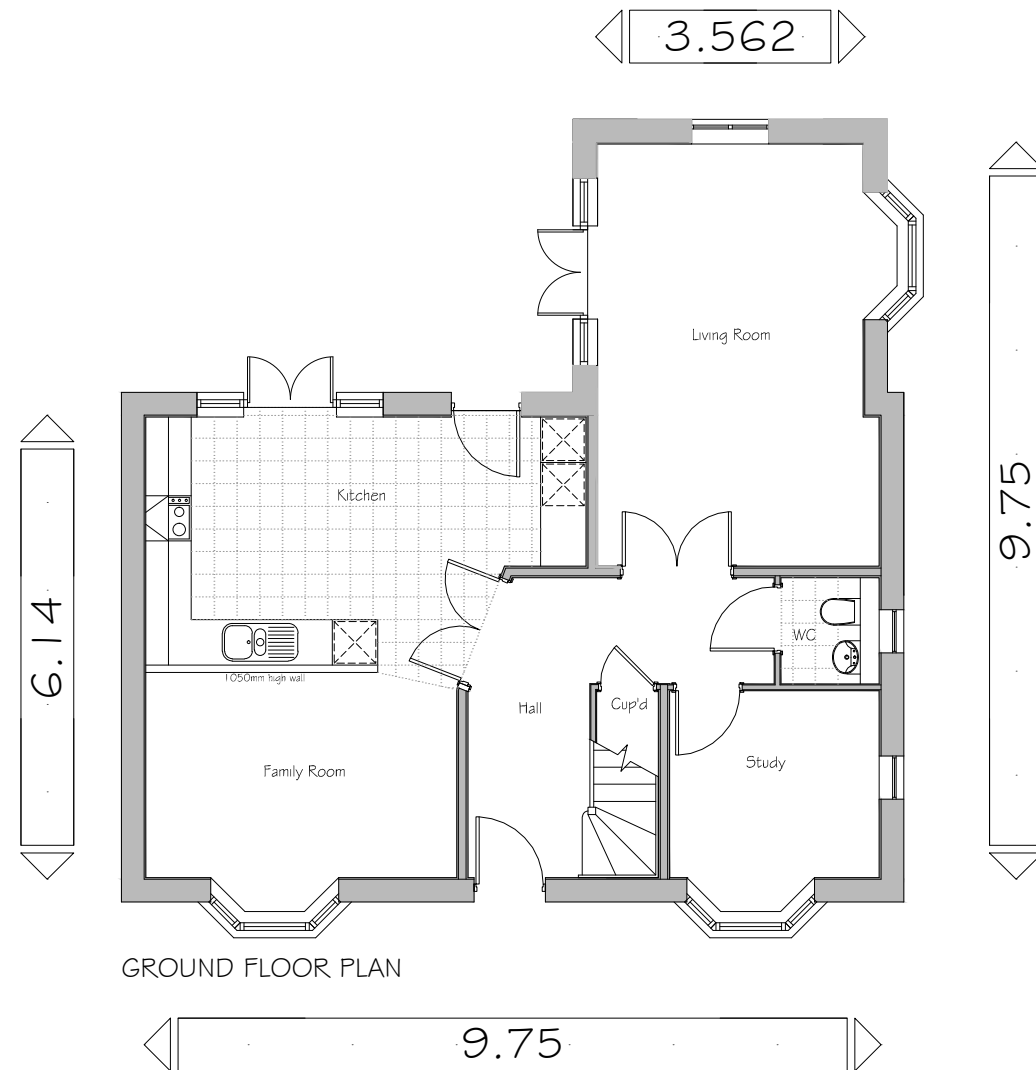 3.562
Living Room
Kitchen
9.75
6.14
WC
1050mm high wall
Hall
Cup'd
Study
Family Room
GROUND FLOOR PLAN
9.75